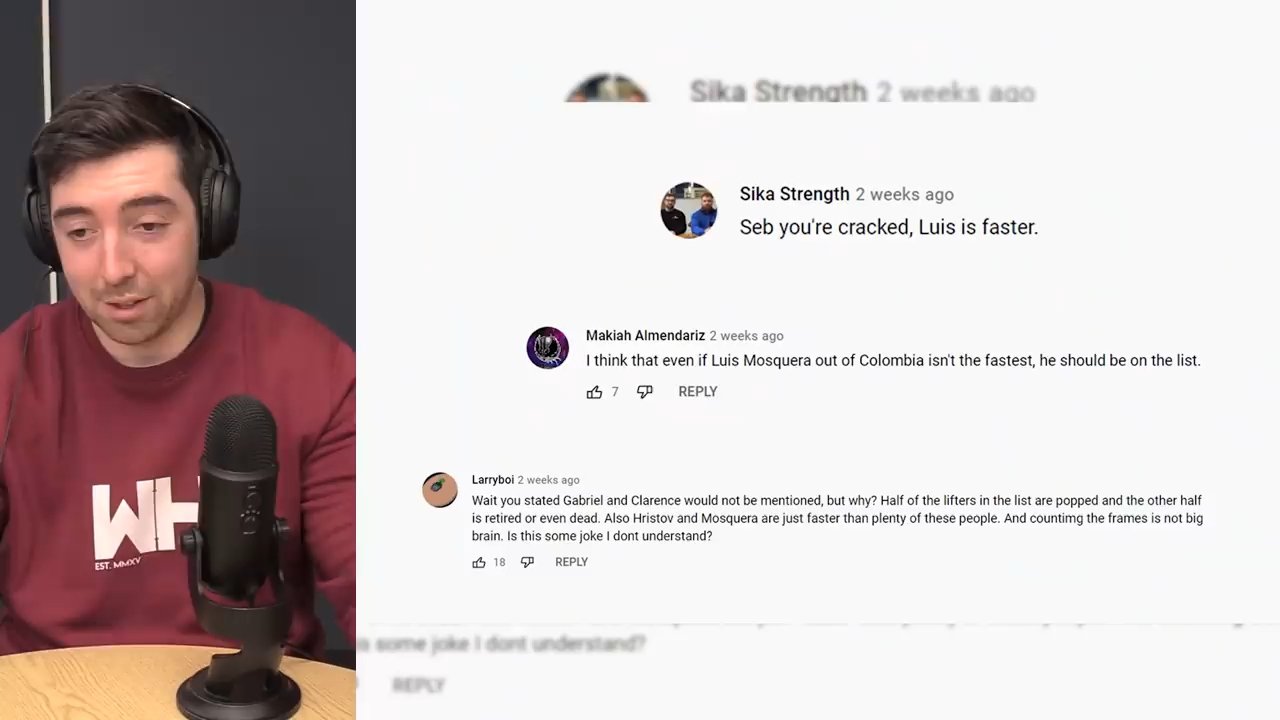 Sika Strength 2 weeks ago
Sika Strength 2 weeks ago
Seb you're cracked, Luis is faster.
Makiah Almendariz 2 weeks ago
I think that even if Luis Mosquera out of Colombia isn't the fastest, he should be on the list.
7 REPLY
Larryboi 2 weeks ago
Wait you stated Gabriel and Clarence would not be mentioned, but why? Half of the lifters in the list are popped and the other half
is retired or even dead. Also Hristov and Mosquera are just faster than plenty of these people. And countimg the frames is not big
brain. Is this some joke I dont understand?
18 REPLY
some joke I dont understand?
REPLY
WH
EST. MMXV